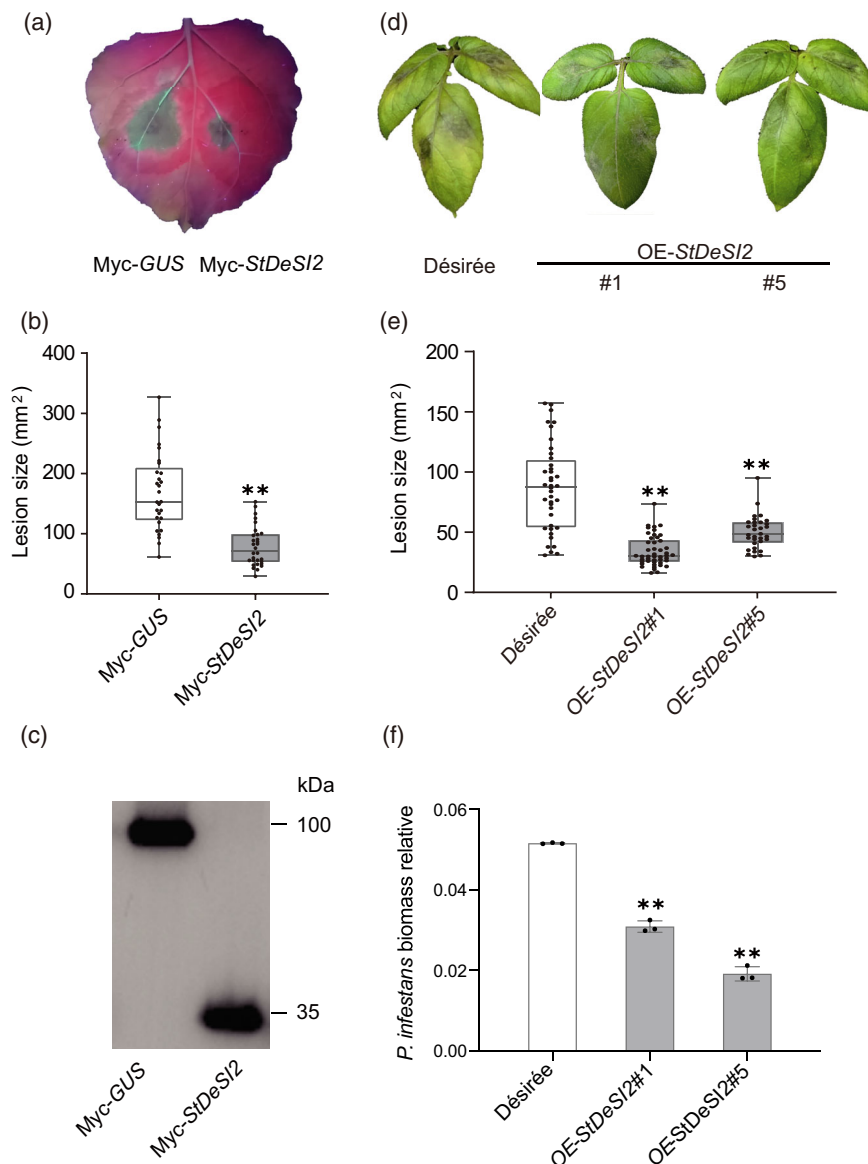 (a)
Myc-GUS Myc-StDeSI2
(b)
Lesion size (mm²)
400
300
200
100
0
**
Myc-GUS
Myc-StDeSI2
(c)
kDa
100
35
Myc-GUS
Myc-StDeSI2
(d)
Désirée
OE-StDeSI2
#1 #5
(e)
Lesion size (mm²)
200
150
100
50
0
**
**
Désirée
OE-StDeSI2#1
OE-StDeSI2#5
(f)
P. infestans biomass relative
0.06
0.04
0.02
0.00
**
**
Désirée
OE-StDeSI2#1
OE-StDeSI2#5